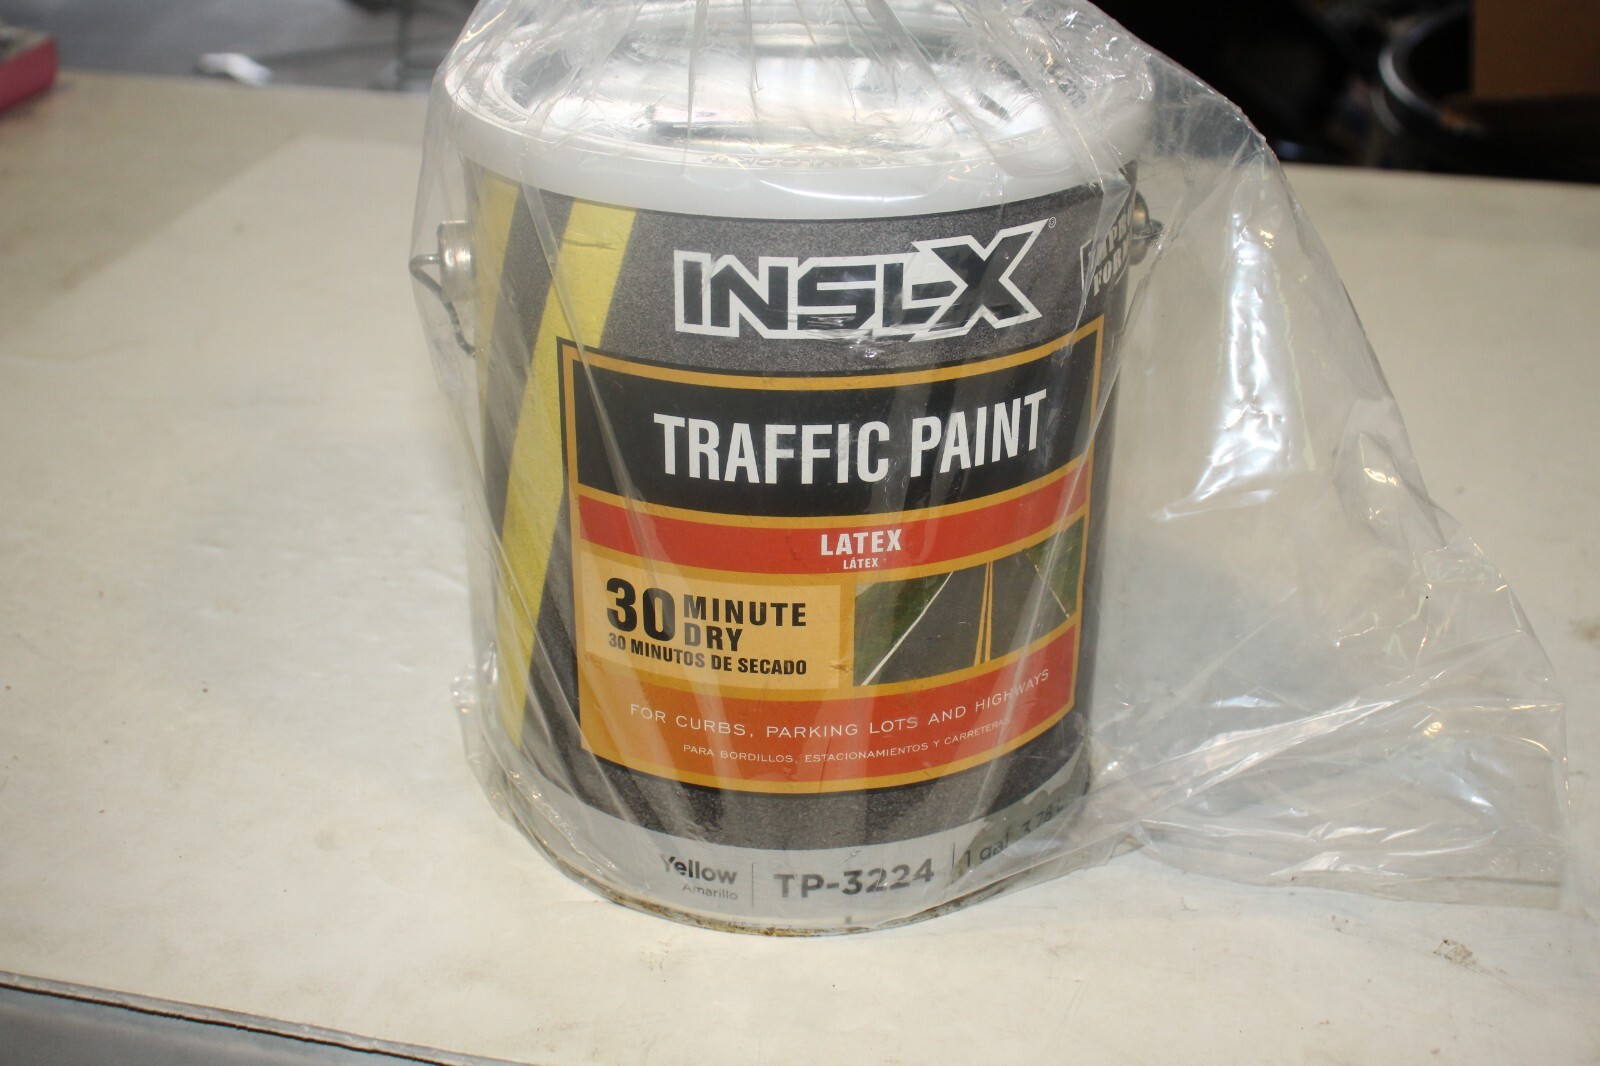 INSL-X®
TRAFFIC PAINT
LATEX
LÁTEX
30 MINUTE
DRY
30 MINUTOS DE SECADO
FOR CURBS, PARKING LOTS AND HIGHWAYS
PARA BORDILLOS, ESTACIONAMIENTOS Y CARRETERAS
Yellow
Amarillo
TP-3224
1 gal